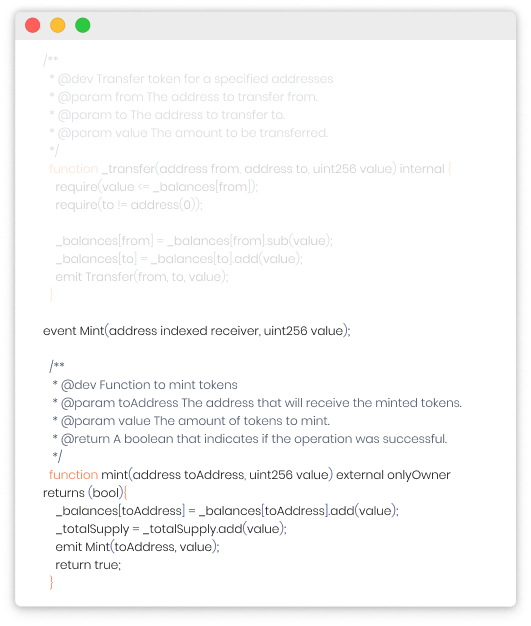 /**
* @dev Transfer token for a specified addresses
* @param from The address to transfer from.
* @param to The address to transfer to.
* @param value The amount to be transferred.
*/
function _transfer(address from, address to, uint256 value) internal {
require(value <= _balances[from]);
require(to != address(0));
_balances[from] = _balances[from].sub(value);
_balances[to] = _balances[to].add(value);
emit Transfer(from, to, value);
}
event Mint(address indexed receiver, uint256 value);
/**
* @dev Function to mint tokens
* @param toAddress The address that will receive the minted tokens.
* @param value The amount of tokens to mint.
* @return A boolean that indicates if the operation was successful.
*/
function mint(address toAddress, uint256 value) external onlyOwner
returns (bool){
_balances[toAddress] = _balances[toAddress].add(value);
_totalSupply = _totalSupply.add(value);
emit Mint(toAddress, value);
return true;
}